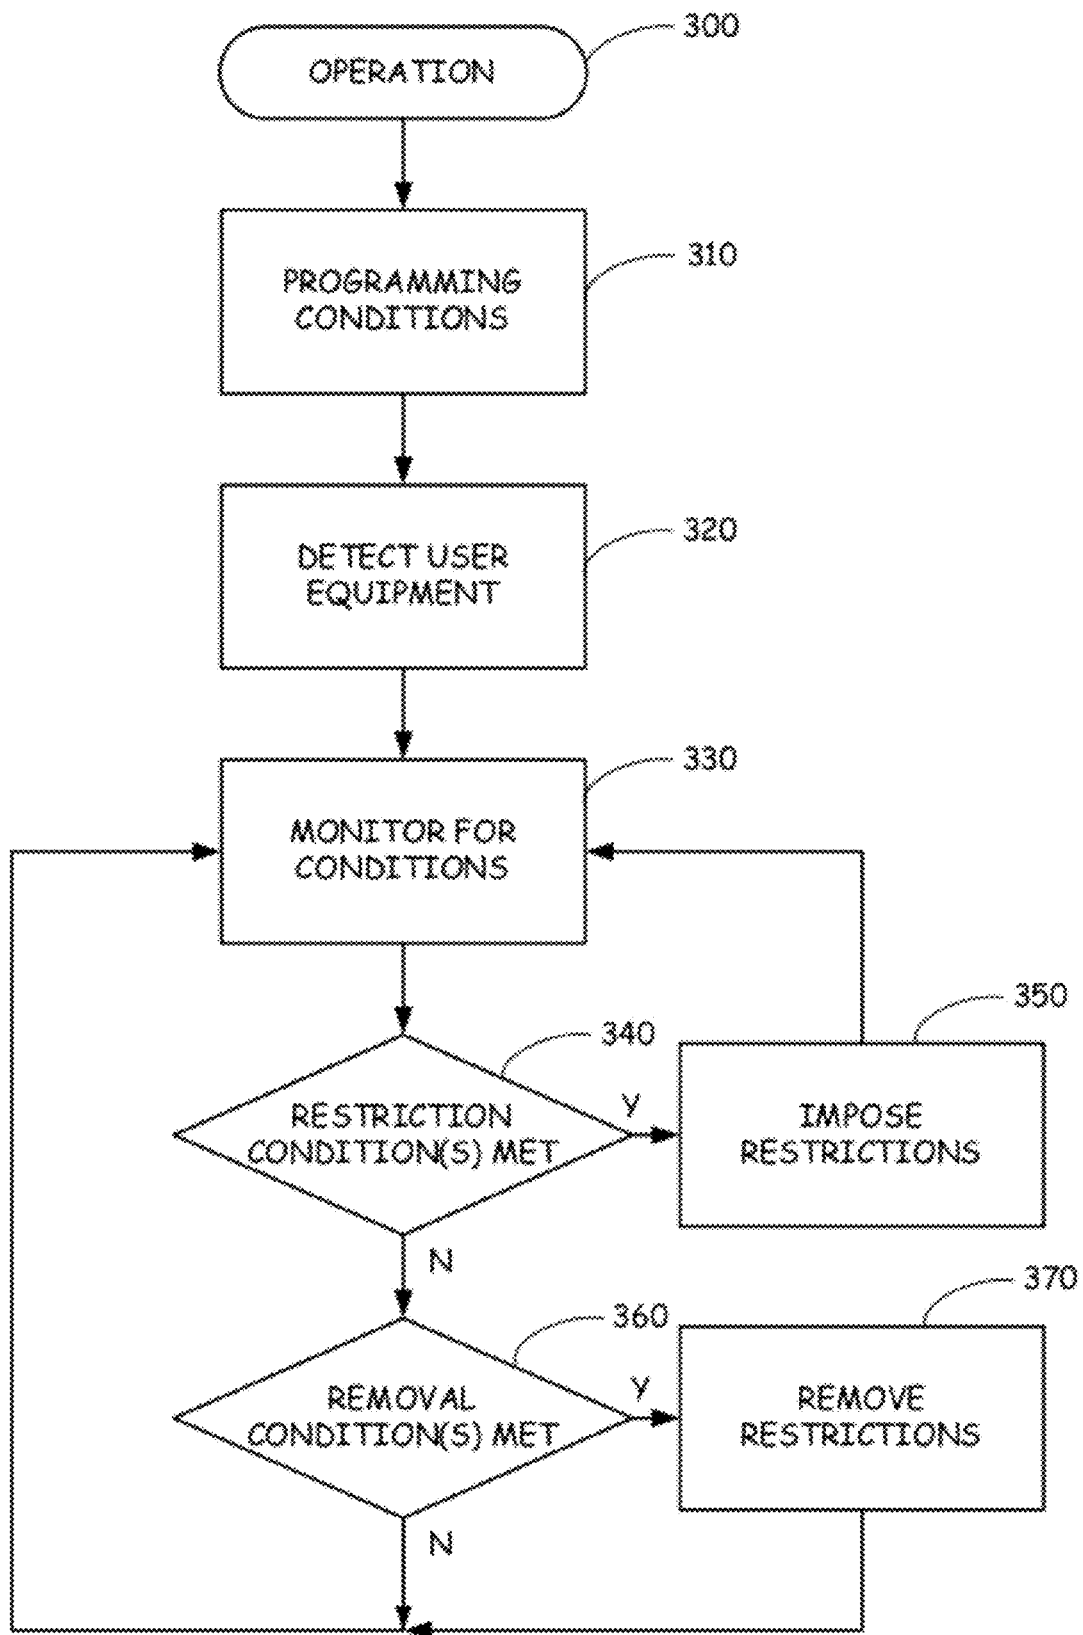 300
OPERATION
310
PROGRAMMING
CONDITIONS
320
DETECT USER
EQUIPMENT
330
MONITOR FOR
CONDITIONS
340
RESTRICTION
CONDITION(S) MET
Y
350
IMPOSE
RESTRICTIONS
N
360
REMOVAL
CONDITION(S) MET
Y
370
REMOVE
RESTRICTIONS
N